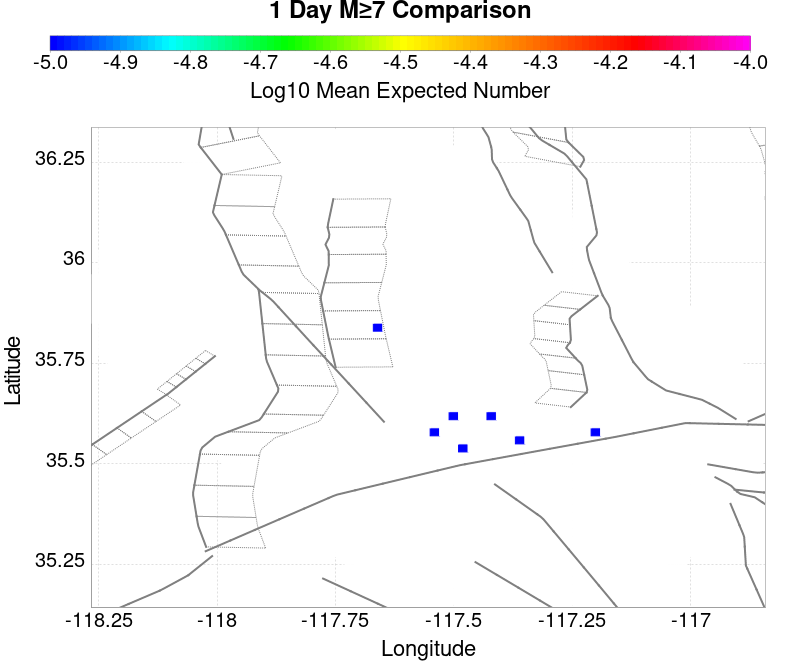 1 Day M≥7 Comparison
-5.0 -4.9 -4.8 -4.7 -4.6 -4.5 -4.4 -4.3 -4.2 -4.1 -4.0
Log10 Mean Expected Number
36.25
36
35.75
35.5
35.25
Latitude
-118.25 -118 -117.75 -117.5 -117.25 -117
Longitude